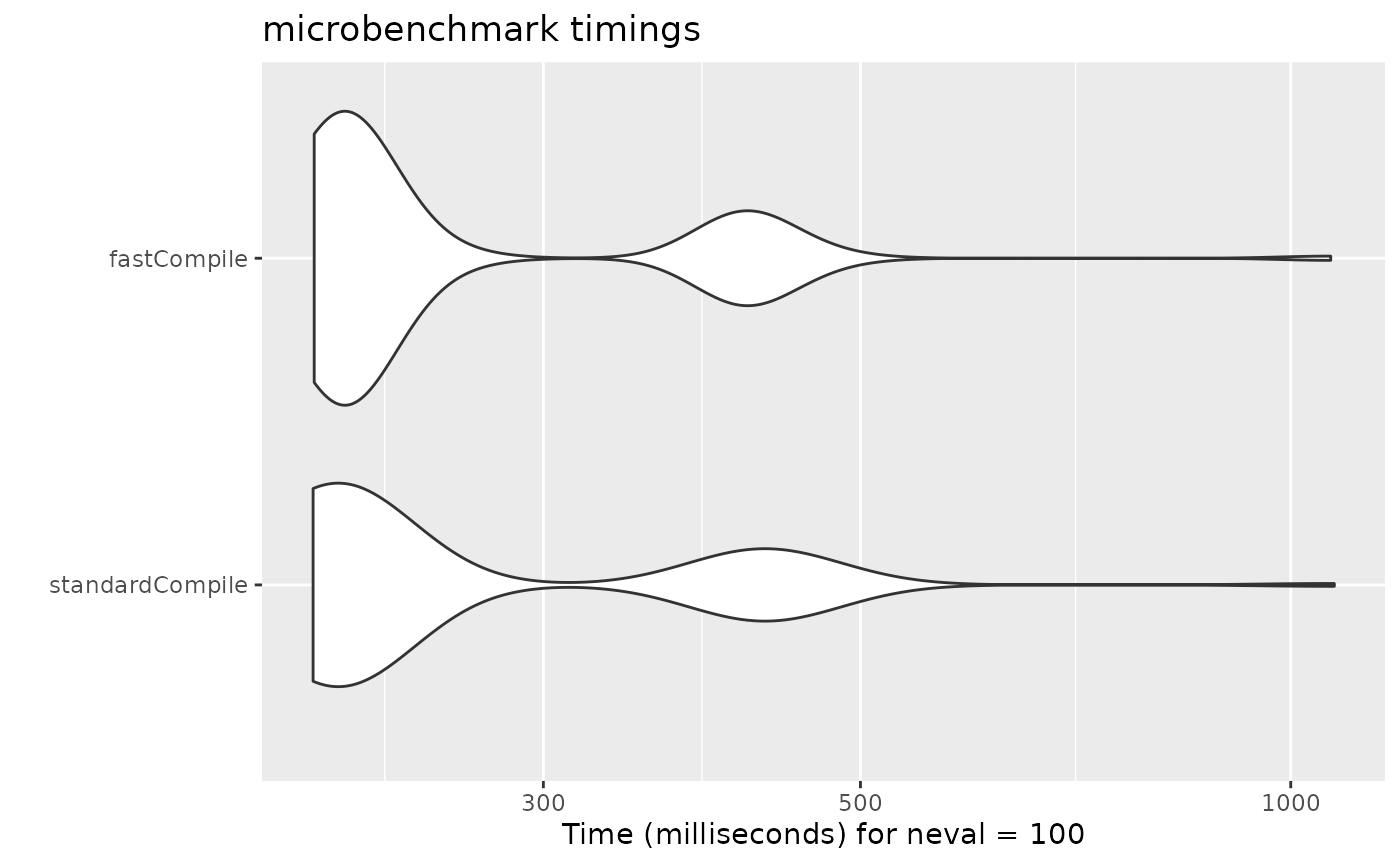 microbenchmark timings
fastCompile
standardCompile
300 500 1000
Time (milliseconds) for neval = 100